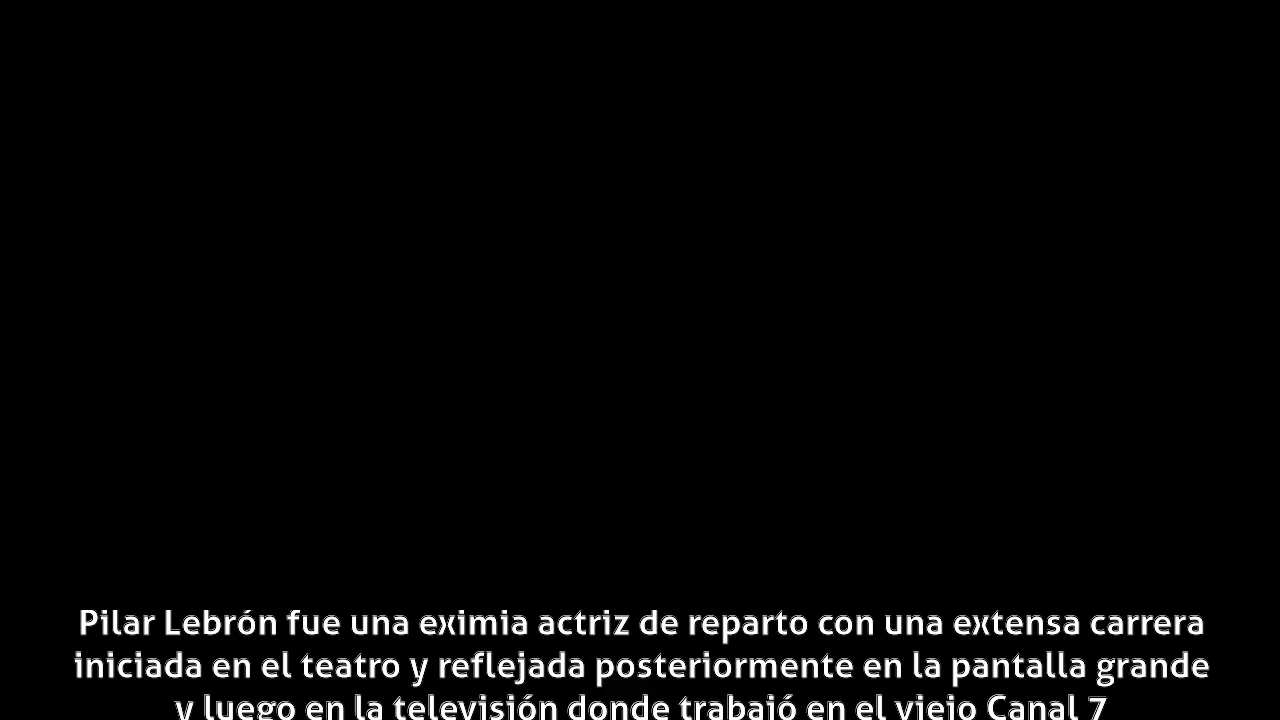 Pilar Lebrón fue una eximia actriz de reparto con una extensa carrera
iniciada en el teatro y reflejada posteriormente en la pantalla grande
y luego en la televisión donde trabajó en el viejo Canal 7